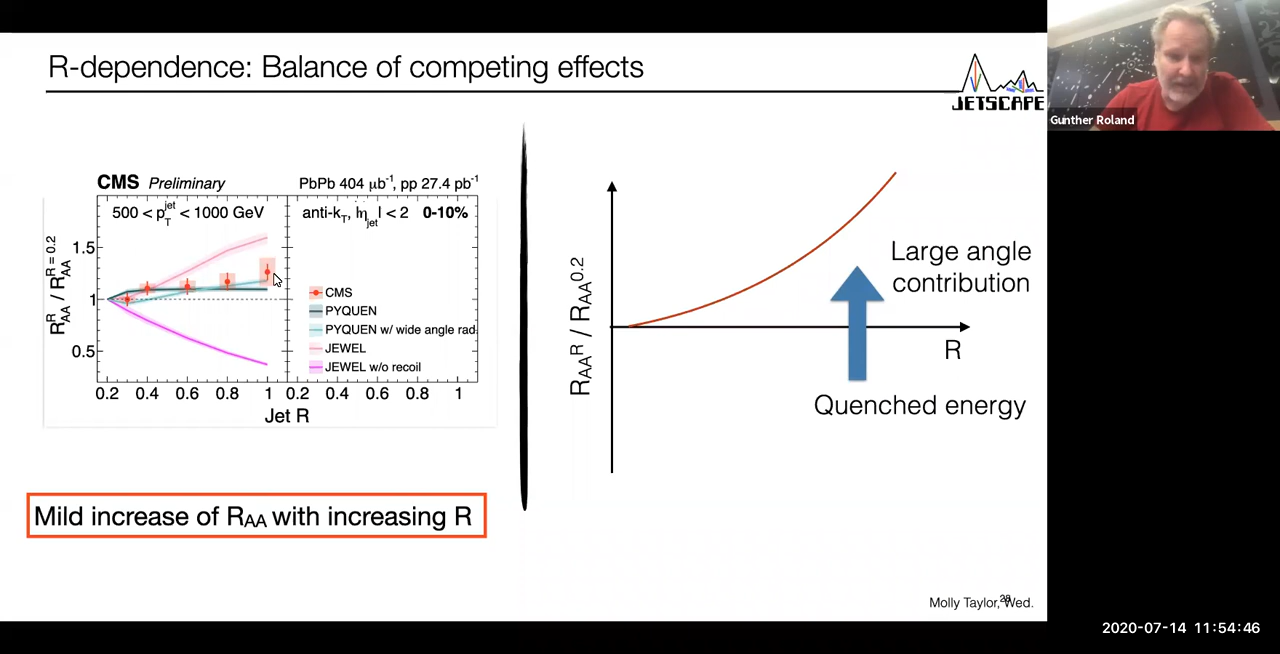 R-dependence: Balance of competing effects
JETSCAPE
Gunther Roland
CMS Preliminary PbPb 404 μb⁻¹, pp 27.4 pb⁻¹
500 < p_T^jet < 1000 GeV
anti-k_T, |η_jet| < 2 0-10%
R_AA^R / R_AA^R = 0.2
1.5
1
0.5
CMS
PYQUEN
PYQUEN w/ wide angle rad
JEWEL
JEWEL w/o recoil
0.2 0.4 0.6 0.8 1 0.2 0.4 0.6 0.8 1
Jet R
Mild increase of RAA with increasing R
RAA^R / RAA^0.2
Large angle
contribution
R
Quenched energy
Molly Taylor, Wed.
2020-07-14 11:54:46